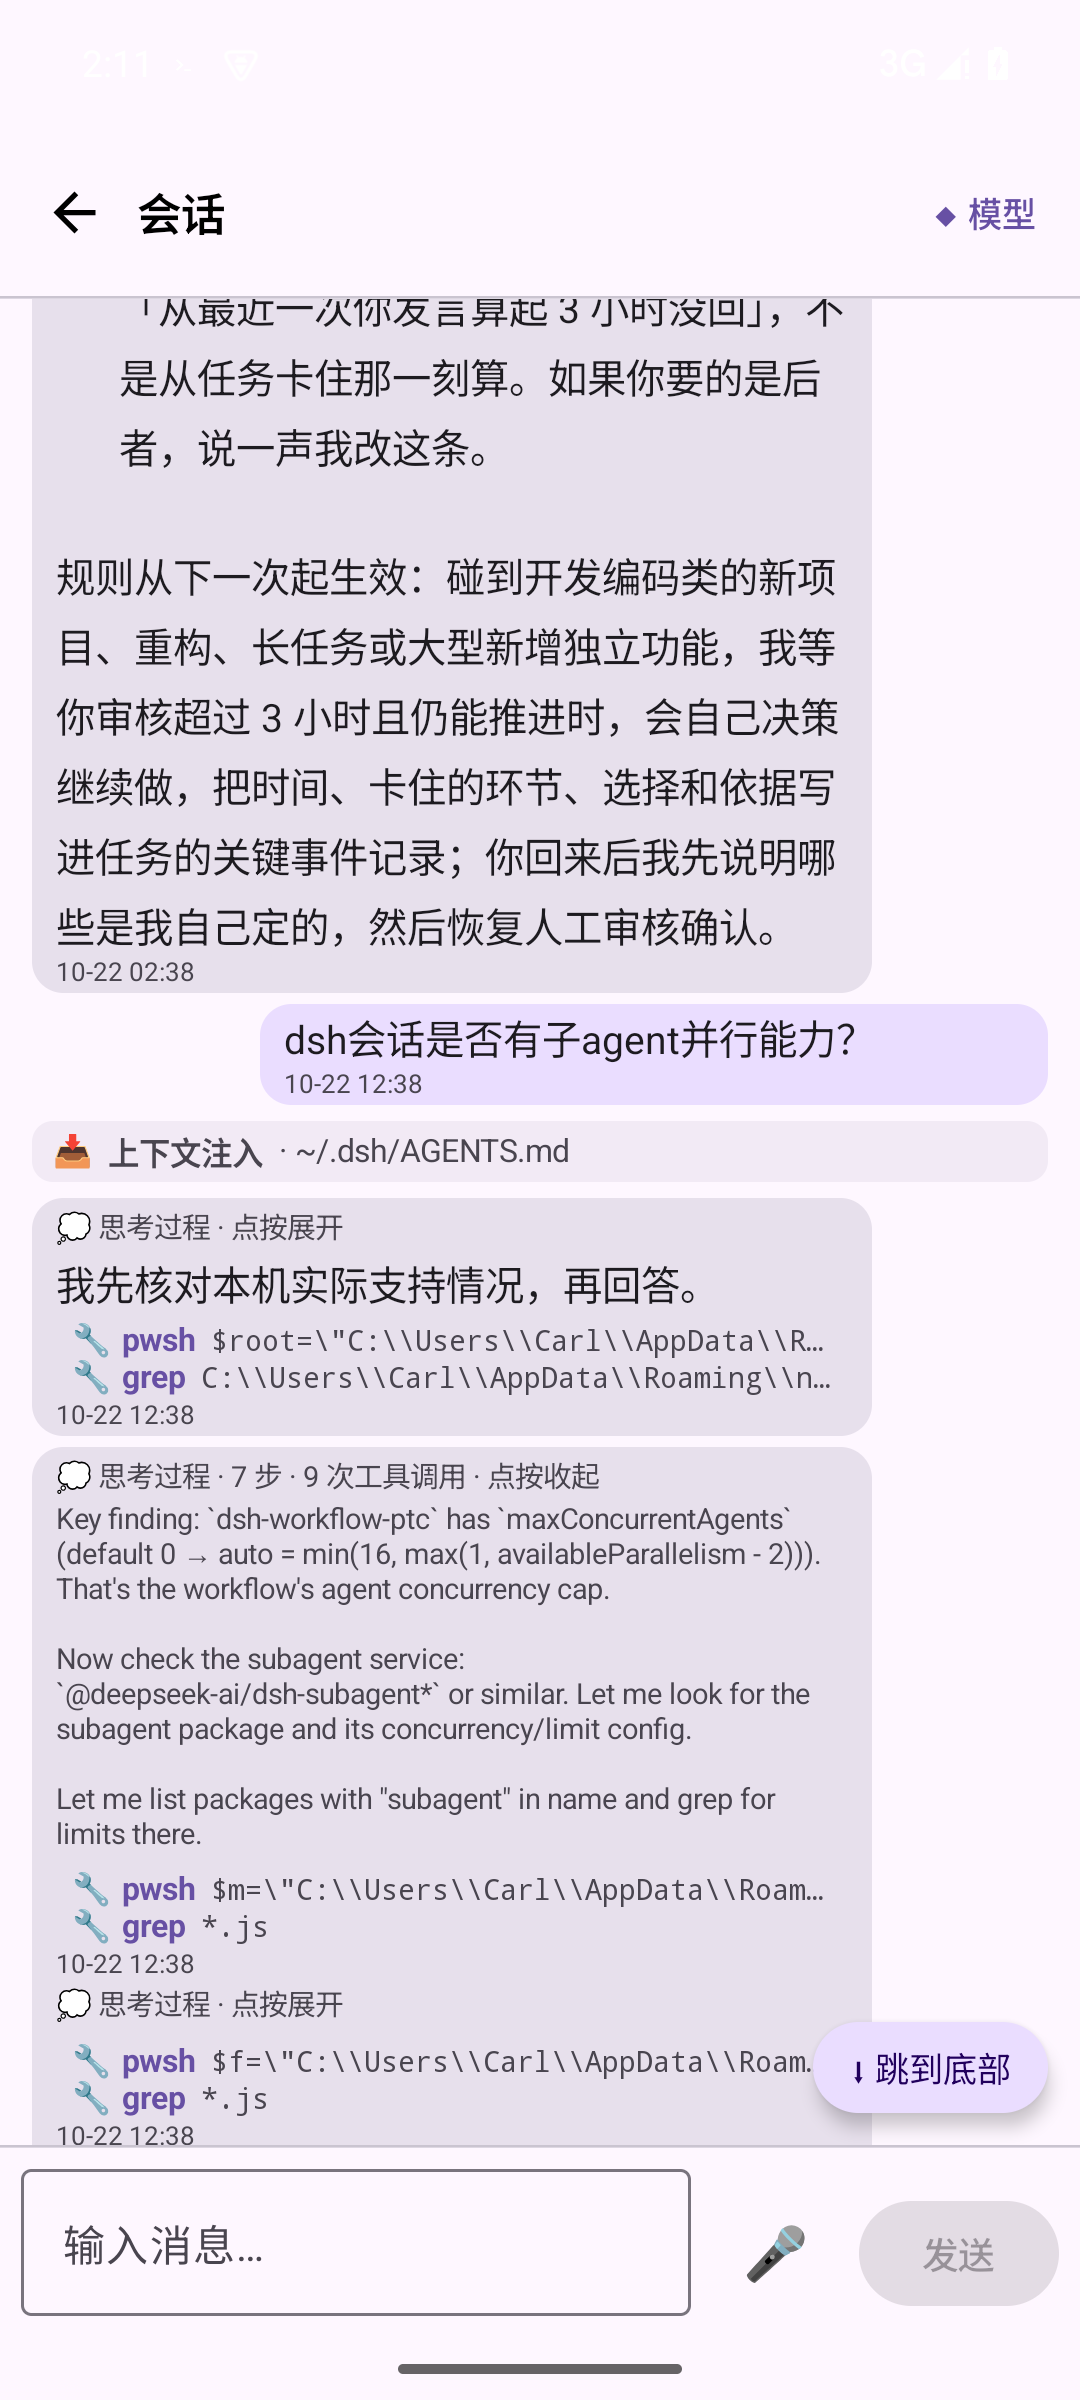 2:11
3G
会话
◆ 模型
「从最近一次你发言算起 3 小时没回」，不
是从任务卡住那一刻算。如果你要的是后
者，说一声我改这条。
规则从下一次起生效：碰到开发编码类的新项
目、重构、长任务或大型新增独立功能，我等
你审核超过 3 小时且仍能推进时，会自己决策
继续做，把时间、卡住的环节、选择和依据写
进任务的关键事件记录；你回来后我先说明哪
些是我自己定的，然后恢复人工审核确认。
10-22 02:38
dsh会话是否有子agent并行能力？
10-22 12:38
上下文注入 · ~/.dsh/AGENTS.md
思考过程 · 点按展开
我先核对本机实际支持情况，再回答。
pwsh $root=\"C:\\Users\\Carl\\AppData\\R…
grep C:\\Users\\Carl\\AppData\\Roaming\\n…
10-22 12:38
思考过程 · 7 步 · 9 次工具调用 · 点按收起
Key finding: `dsh-workflow-ptc` has `maxConcurrentAgents`
(default 0 → auto = min(16, max(1, availableParallelism - 2))).
That's the workflow's agent concurrency cap.
Now check the subagent service:
`@deepseek-ai/dsh-subagent*` or similar. Let me look for the
subagent package and its concurrency/limit config.
Let me list packages with "subagent" in name and grep for
limits there.
pwsh $m=\"C:\\Users\\Carl\\AppData\\Roam…
grep *.js
10-22 12:38
思考过程 · 点按展开
pwsh $f=\"C:\\Users\\Carl\\AppData\\Roam…
grep *.js
10-22 12:38
↓ 跳到底部
输入消息…
发送